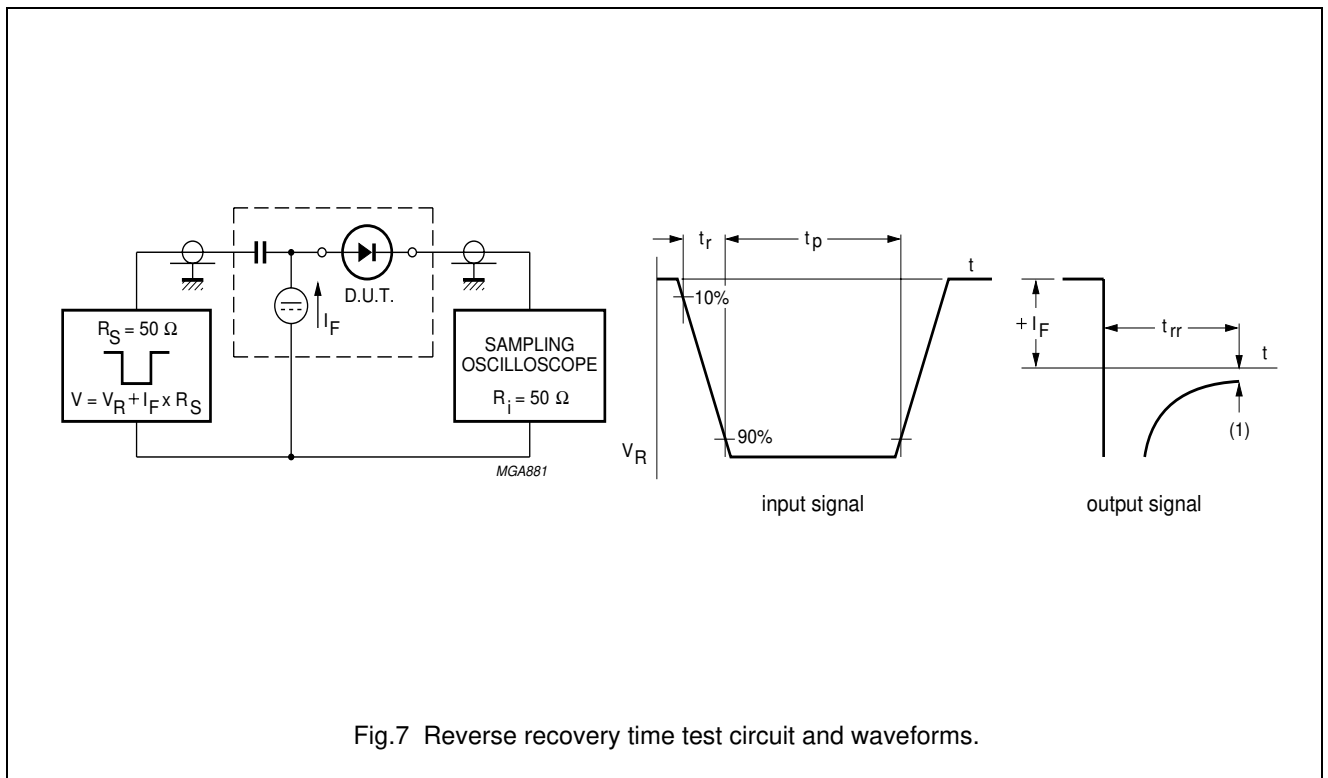 R_S = 50 Ω
V = V_R + I_F x R_S
I_F
D.U.T.
SAMPLING
OSCILLOSCOPE
R_i = 50 Ω
MGA881
t_r
t_p
t
10%
90%
V_R
input signal
+ I_F
t_rr
t
(1)
output signal
Fig.7 Reverse recovery time test circuit and waveforms.